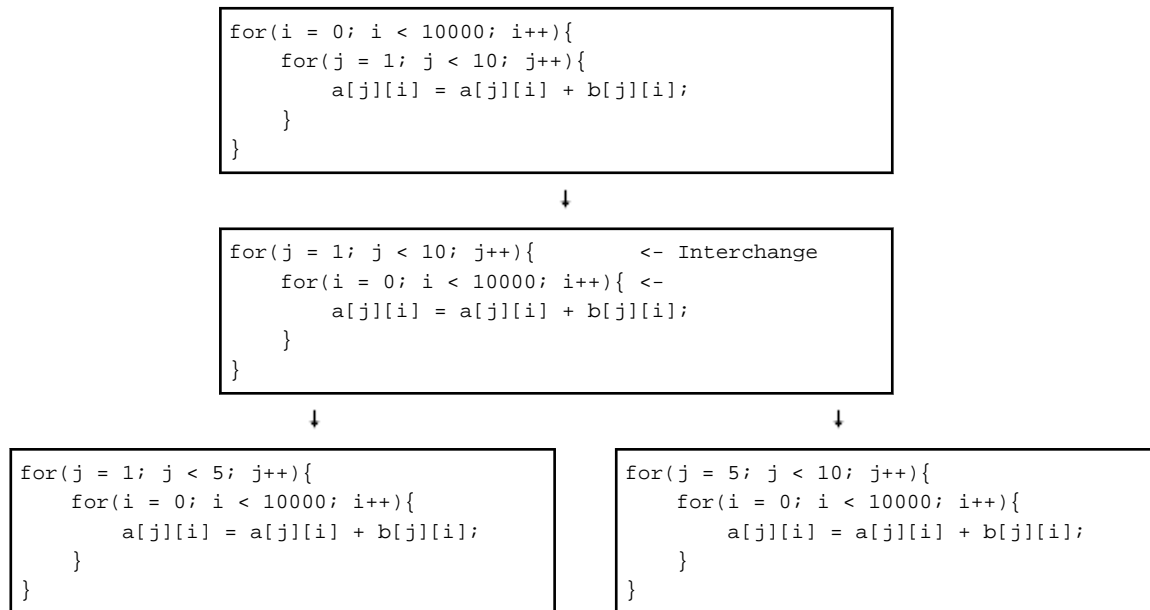 for(i = 0; i < 10000; i++){
    for(j = 1; j < 10; j++){
        a[j][i] = a[j][i] + b[j][i];
    }
}
↓
for(j = 1; j < 10; j++){        <- Interchange
    for(i = 0; i < 10000; i++){ <-
        a[j][i] = a[j][i] + b[j][i];
    }
}
↓ ↓
for(j = 1; j < 5; j++){
    for(i = 0; i < 10000; i++){
        a[j][i] = a[j][i] + b[j][i];
    }
}
for(j = 5; j < 10; j++){
    for(i = 0; i < 10000; i++){
        a[j][i] = a[j][i] + b[j][i];
    }
}